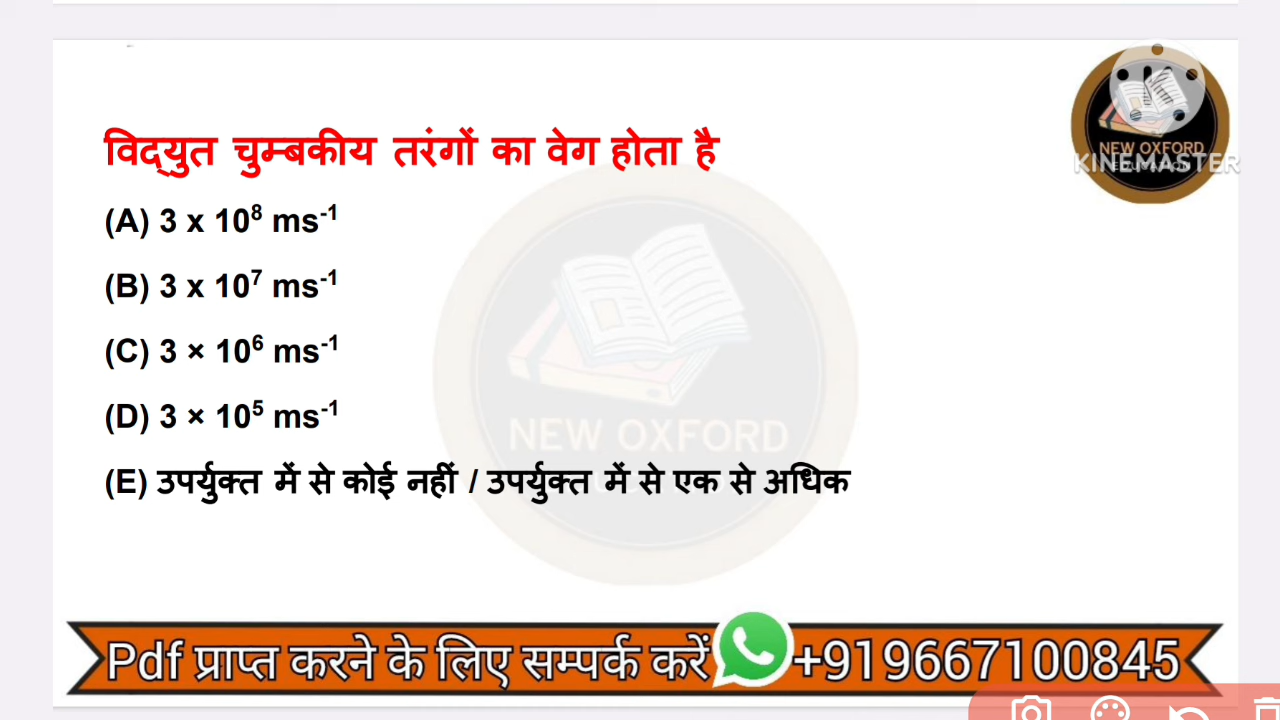 NEW OXFORD
KINEMASTER
विद्युत चुम्बकीय तरंगों का वेग होता है
(A) 3 x 10⁸ ms⁻¹
(B) 3 x 10⁷ ms⁻¹
(C) 3 × 10⁶ ms⁻¹
(D) 3 × 10⁵ ms⁻¹
NEW OXFORD
(E) उपर्युक्त में से कोई नहीं / उपर्युक्त में से एक से अधिक
Pdf प्राप्त करने के लिए सम्पर्क करें +919667100845